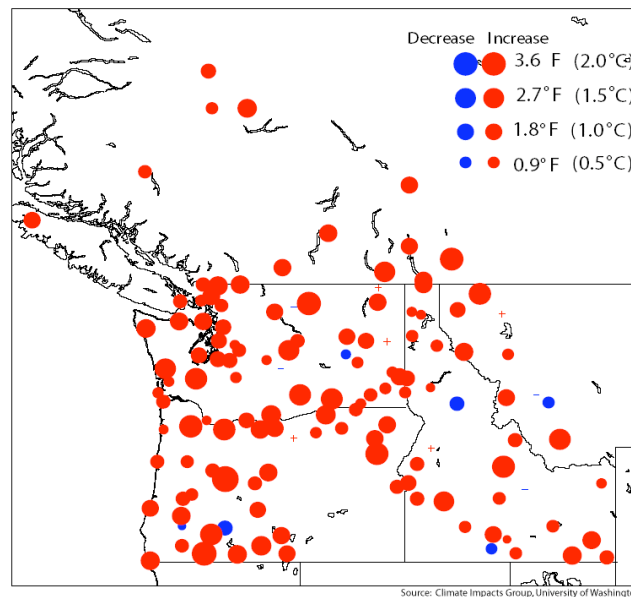 Decrease Increase
3.6 °F (2.0°C)
2.7°F (1.5°C)
1.8°F (1.0°C)
0.9°F (0.5°C)
Source: Climate Impacts Group, University of Washingt